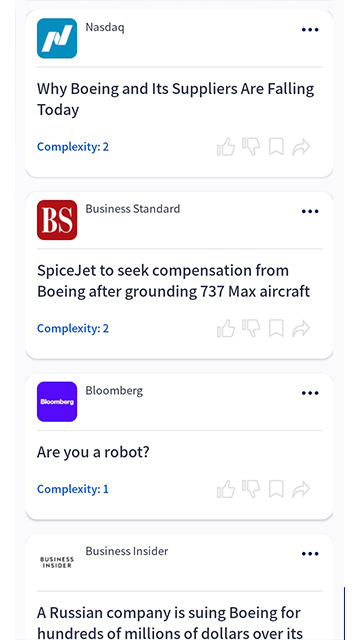 Nasdaq
Why Boeing and Its Suppliers Are Falling
Today
Complexity: 2
BS
Business Standard
SpiceJet to seek compensation from
Boeing after grounding 737 Max aircraft
Complexity: 2
Bloomberg
Bloomberg
Are you a robot?
Complexity: 1
BUSINESS
INSIDER
Business Insider
A Russian company is suing Boeing for
hundreds of millions of dollars over its